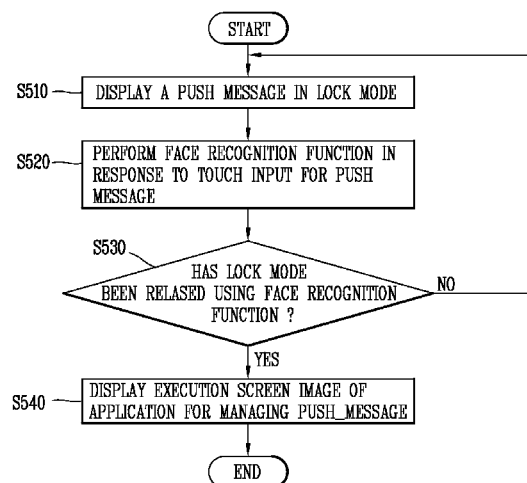 START
S510
DISPLAY A PUSH MESSAGE IN LOCK MODE
S520
PERFORM FACE RECOGNITION FUNCTION IN
RESPONSE TO TOUCH INPUT FOR PUSH
MESSAGE
S530
HAS LOCK MODE
BEEN RELASED USING FACE RECOGNITION
FUNCTION ?
NO
YES
S540
DISPLAY EXECUTION SCREEN IMAGE OF
APPLICATION FOR MANAGING PUSH_MESSAGE
END